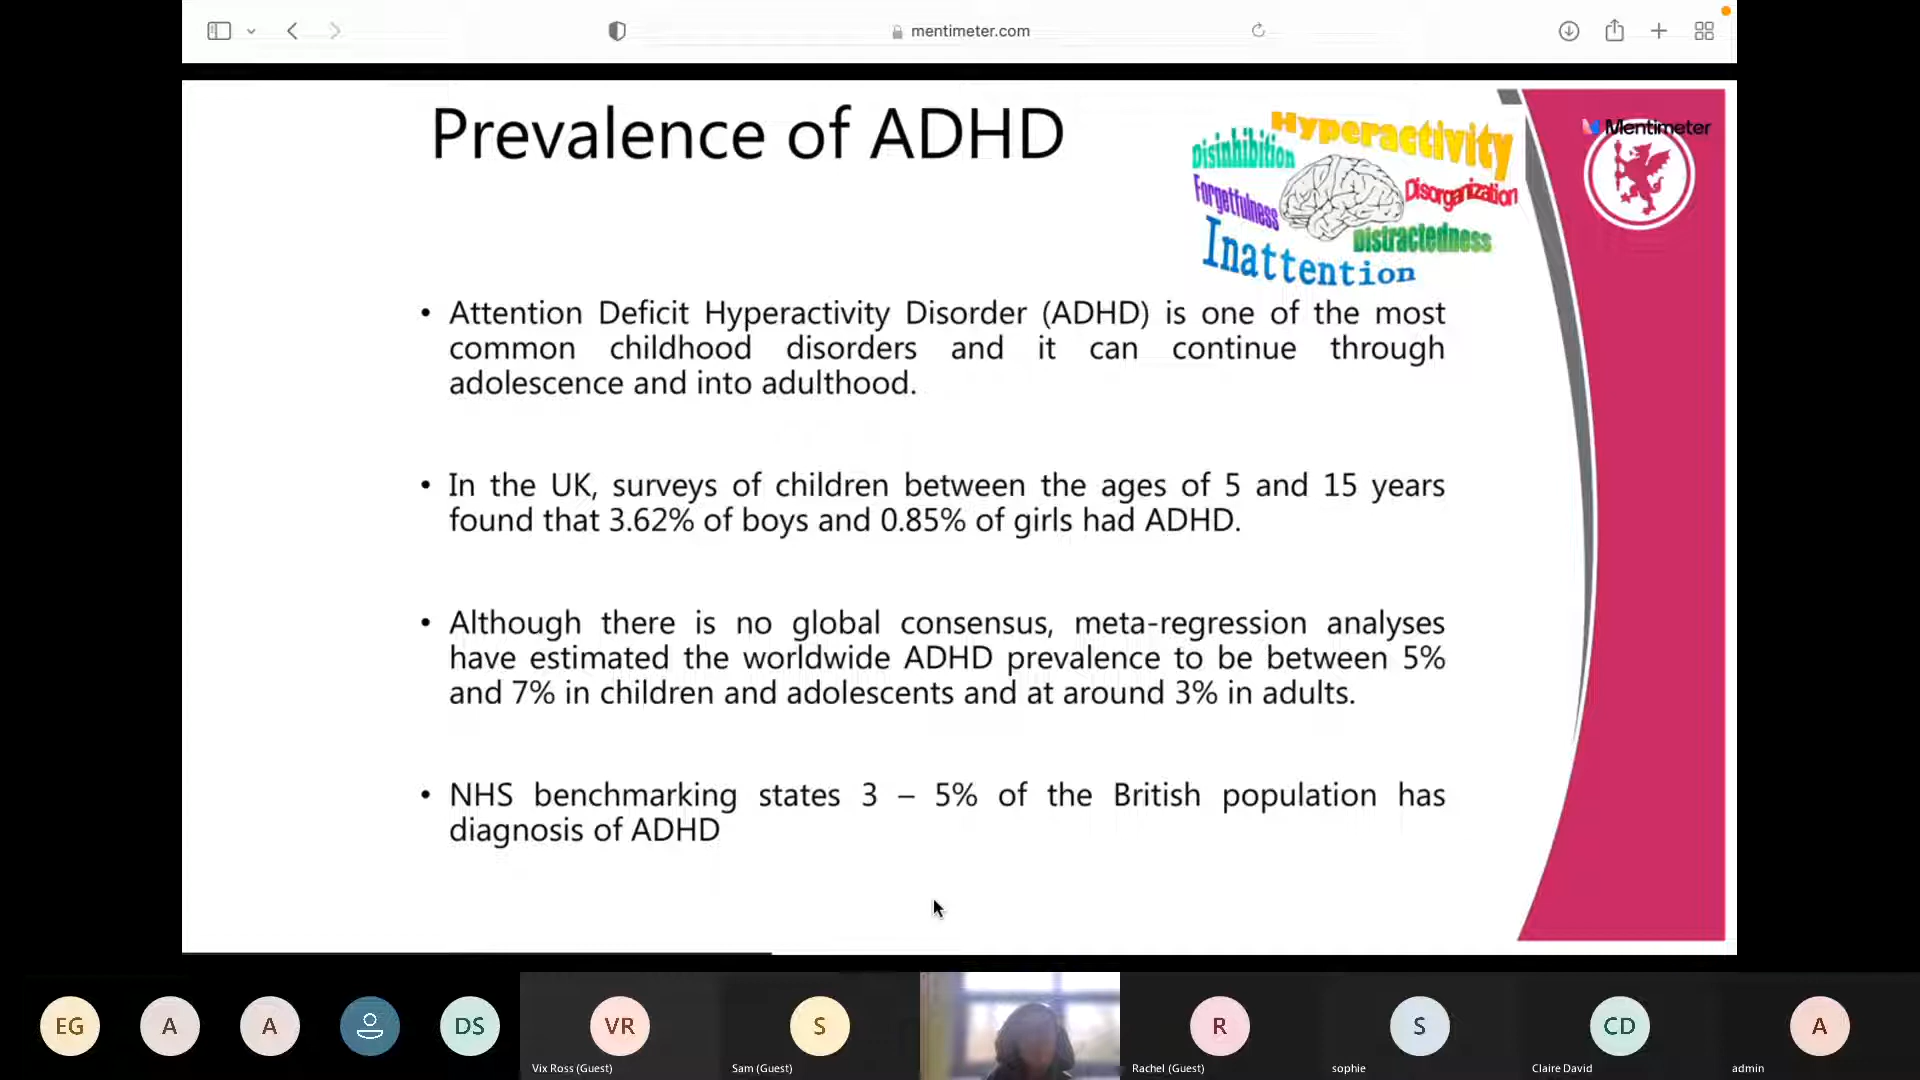 mentimeter.com
Prevalence of ADHD
Mentimeter
Hyperactivity
Disinhibition
Forgetfulness
Disorganization
Distractedness
Inattention
• Attention Deficit Hyperactivity Disorder (ADHD) is one of the most
common childhood disorders and it can continue through
adolescence and into adulthood.
• In the UK, surveys of children between the ages of 5 and 15 years
found that 3.62% of boys and 0.85% of girls had ADHD.
• Although there is no global consensus, meta-regression analyses
have estimated the worldwide ADHD prevalence to be between 5%
and 7% in children and adolescents and at around 3% in adults.
• NHS benchmarking states 3 – 5% of the British population has
diagnosis of ADHD
EG A A DS VR S R S CD A
Vix Ross (Guest) Sam (Guest) Rachel (Guest) sophie Claire David admin